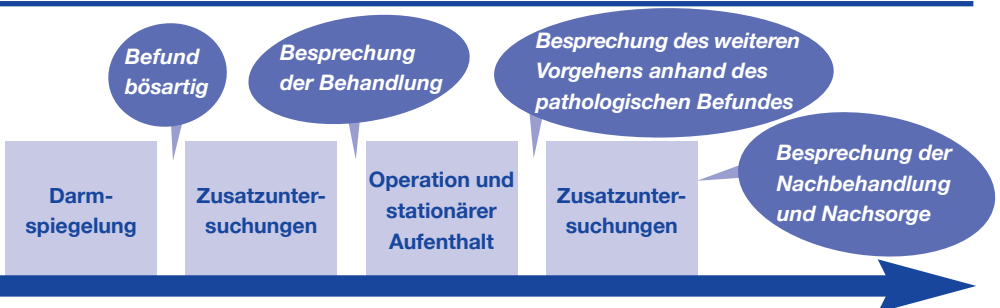 Befund
bösartig
Besprechung
der Behandlung
Besprechung des weiteren
Vorgehens anhand des
pathologischen Befundes
Besprechung der
Nachbehandlung
und Nachsorge
Darm-
spiegelung
Zusatzunter-
suchungen
Operation und
stationärer
Aufenthalt
Zusatzunter-
suchungen